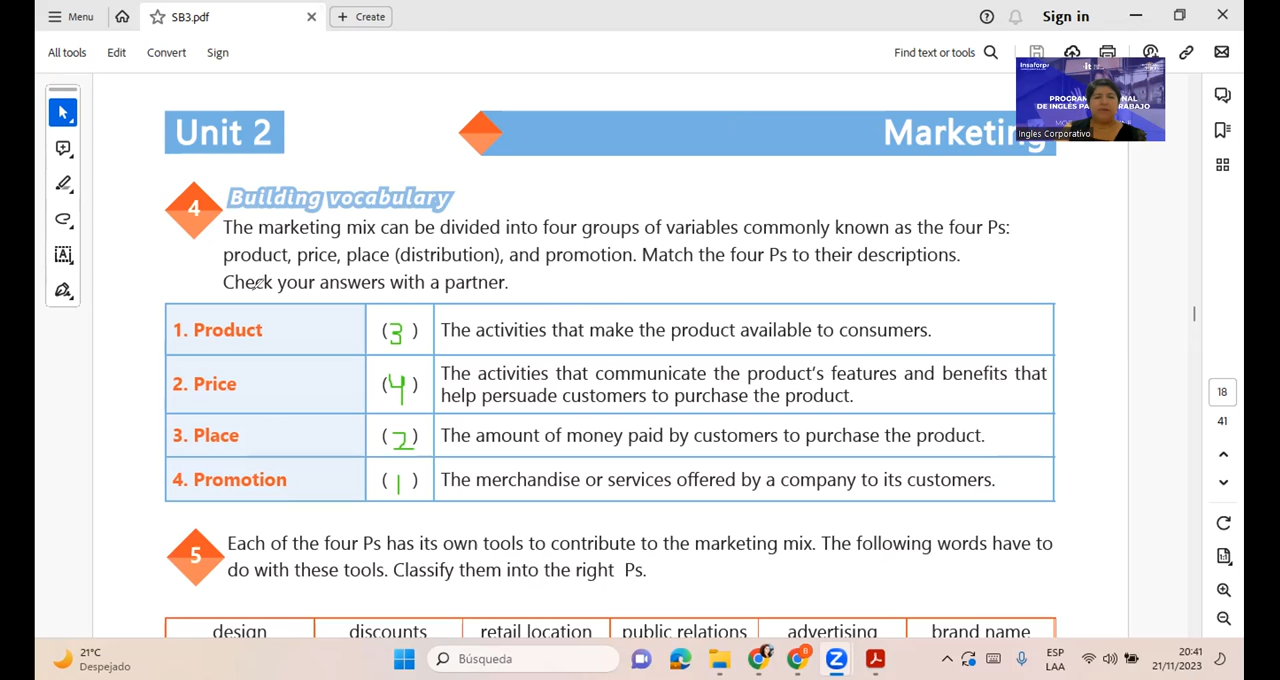 Menu
SB3.pdf
Create
Sign in
All tools
Edit
Convert
Sign
Find text or tools
Insaforp
PROGRAMA NACIONAL
DE INGLÉS PARA EL TRABAJO
Ingles Corporativo
Unit 2
Marketing
4
Building vocabulary
The marketing mix can be divided into four groups of variables commonly known as the four Ps:
product, price, place (distribution), and promotion. Match the four Ps to their descriptions.
Check your answers with a partner.
1. Product (3) The activities that make the product available to consumers.
2. Price (4) The activities that communicate the product's features and benefits that
help persuade customers to purchase the product.
3. Place (2) The amount of money paid by customers to purchase the product.
4. Promotion (1) The merchandise or services offered by a company to its customers.
5
Each of the four Ps has its own tools to contribute to the marketing mix. The following words have to
do with these tools. Classify them into the right Ps.
design discounts retail location public relations advertising brand name
18
41
21°C
Despejado
Búsqueda
ESP
LAA
20:41
21/11/2023